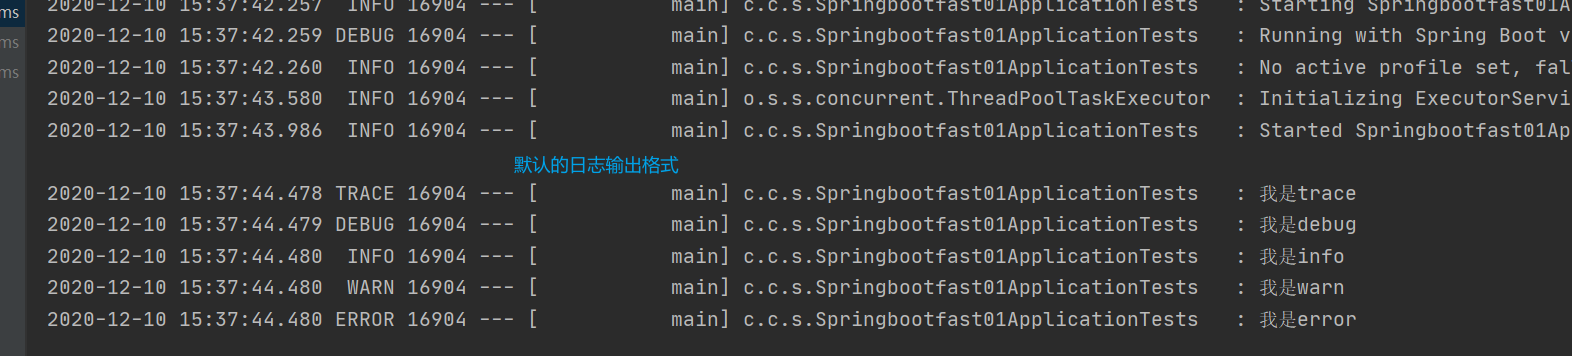 ms 2020-12-10 15:37:42.257  INFO 16904 --- [           main] c.c.s.Springbootfast01ApplicationTests   : Starting Springbootfast01A
2020-12-10 15:37:42.259 DEBUG 16904 --- [           main] c.c.s.Springbootfast01ApplicationTests   : Running with Spring Boot v
ms 2020-12-10 15:37:42.260  INFO 16904 --- [           main] c.c.s.Springbootfast01ApplicationTests   : No active profile set, fal
ms 2020-12-10 15:37:43.580  INFO 16904 --- [           main] o.s.s.concurrent.ThreadPoolTaskExecutor  : Initializing ExecutorServi
2020-12-10 15:37:43.986  INFO 16904 --- [           main] c.c.s.Springbootfast01ApplicationTests   : Started Springbootfast01Ap
默认的日志输出格式
2020-12-10 15:37:44.478 TRACE 16904 --- [           main] c.c.s.Springbootfast01ApplicationTests   : 我是trace
2020-12-10 15:37:44.479 DEBUG 16904 --- [           main] c.c.s.Springbootfast01ApplicationTests   : 我是debug
2020-12-10 15:37:44.480  INFO 16904 --- [           main] c.c.s.Springbootfast01ApplicationTests   : 我是info
2020-12-10 15:37:44.480  WARN 16904 --- [           main] c.c.s.Springbootfast01ApplicationTests   : 我是warn
2020-12-10 15:37:44.480 ERROR 16904 --- [           main] c.c.s.Springbootfast01ApplicationTests   : 我是error